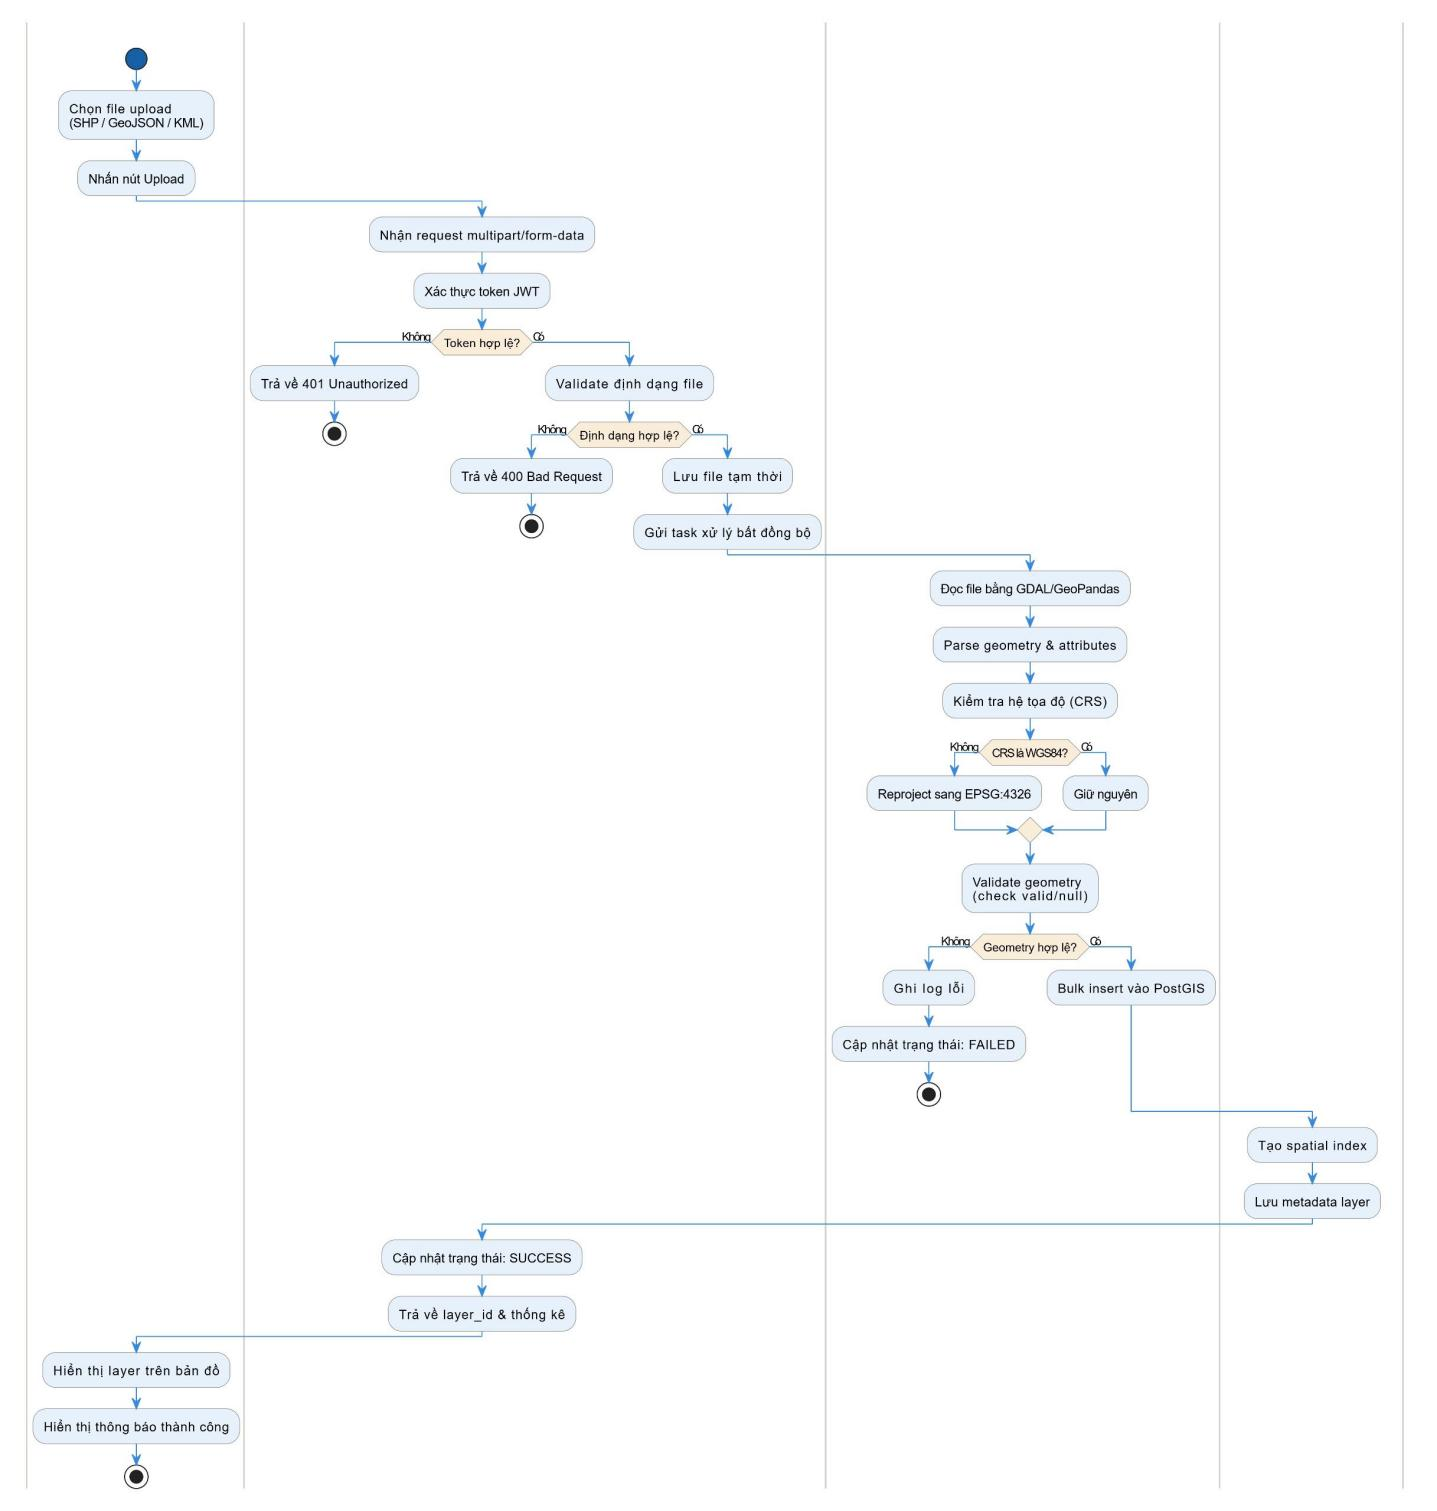 Chọn file upload
(SHP / GeoJSON / KML)
Nhấn nút Upload
Nhận request multipart/form-data
Xác thực token JWT
Không
Token hợp lệ?
Có
Trả về 401 Unauthorized
Validate định dạng file
Không
Định dạng hợp lệ?
Có
Trả về 400 Bad Request
Lưu file tạm thời
Gửi task xử lý bất đồng bộ
Đọc file bằng GDAL/GeoPandas
Parse geometry & attributes
Kiểm tra hệ tọa độ (CRS)
Không
CRS là WGS84?
Có
Reproject sang EPSG:4326
Giữ nguyên
Validate geometry
(check valid/null)
Không
Geometry hợp lệ?
Có
Ghi log lỗi
Bulk insert vào PostGIS
Cập nhật trạng thái: FAILED
Tạo spatial index
Lưu metadata layer
Cập nhật trạng thái: SUCCESS
Trả về layer_id & thống kê
Hiển thị layer trên bản đồ
Hiển thị thông báo thành công